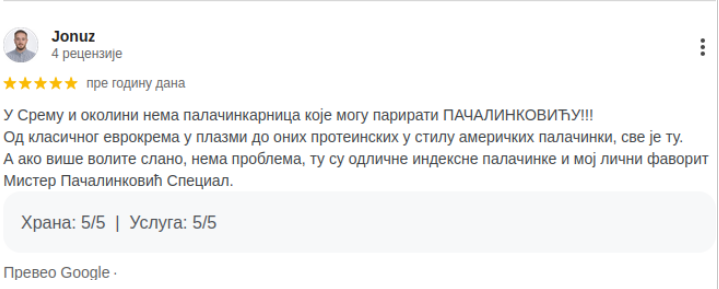 Jonuz
4 рецензије
пре годину дана
У Срему и околини нема палачинкарница које могу парирати ПАЧАЛИНКОВИЋУ!!!
Од класичног еврокрема у плазми до оних протеинских у стилу америчких палачинки, све је ту.
А ако више волите слано, нема проблема, ту су одличне индексне палачинке и мој лични фаворит
Мистер Пачалинковић Специал.
Храна: 5/5 | Услуга: 5/5
Превео Google ·